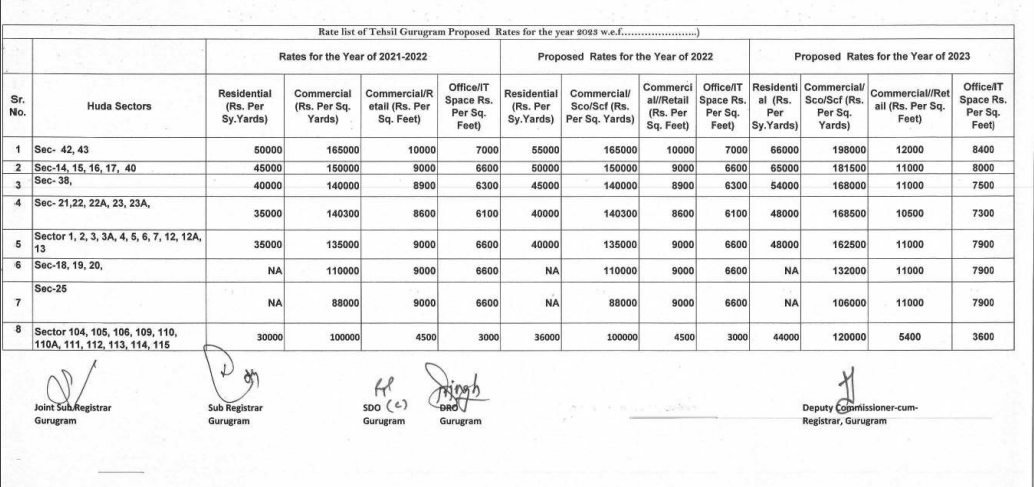 Rate list of Tehsil Gurugram Proposed Rates for the year 2023 w.e.f.......................)
Rates for the Year of 2021-2022 Proposed Rates for the Year of 2022 Proposed Rates for the Year of 2023
Sr. No. Huda Sectors Residential (Rs. Per Sy.Yards) Commercial (Rs. Per Sq. Yards) Commercial/Retail (Rs. Per Sq. Feet) Office/IT Space Rs. Per Sq. Feet) Residential (Rs. Per Sy.Yards) Commercial/ Sco/Scf (Rs. Per Sq. Yards) Commercial//Retail (Rs. Per Sq. Feet) Office/IT Space Rs. Per Sq. Feet) Residential (Rs. Per Sy.Yards) Commercial/ Sco/Scf (Rs. Per Sq. Yards) Commercial//Retail (Rs. Per Sq. Feet) Office/IT Space Rs. Per Sq. Feet)
1 Sec- 42, 43 50000 165000 10000 7000 55000 165000 10000 7000 66000 198000 12000 8400
2 Sec-14, 15, 16, 17, 40 45000 150000 9000 6600 50000 150000 9000 6600 65000 181500 11000 8000
3 Sec- 38, 40000 140000 8900 6300 45000 140000 8900 6300 54000 168000 11000 7500
4 Sec- 21,22, 22A, 23, 23A, 35000 140300 8600 6100 40000 140300 8600 6100 48000 168500 10500 7300
5 Sector 1, 2, 3, 3A, 4, 5, 6, 7, 12, 12A, 13 35000 135000 9000 6600 40000 135000 9000 6600 48000 162500 11000 7900
6 Sec-18, 19, 20, NA 110000 9000 6600 NA 110000 9000 6600 NA 132000 11000 7900
7 Sec-25 NA 88000 9000 6600 NA 88000 9000 6600 NA 106000 11000 7900
8 Sector 104, 105, 106, 109, 110, 110A, 111, 112, 113, 114, 115 30000 100000 4500 3000 36000 100000 4500 3000 44000 120000 5400 3600
Joint Sub Registrar Sub Registrar SDO (c) DRO Deputy Commissioner-cum-
Gurugram Gurugram Gurugram Gurugram Registrar, Gurugram